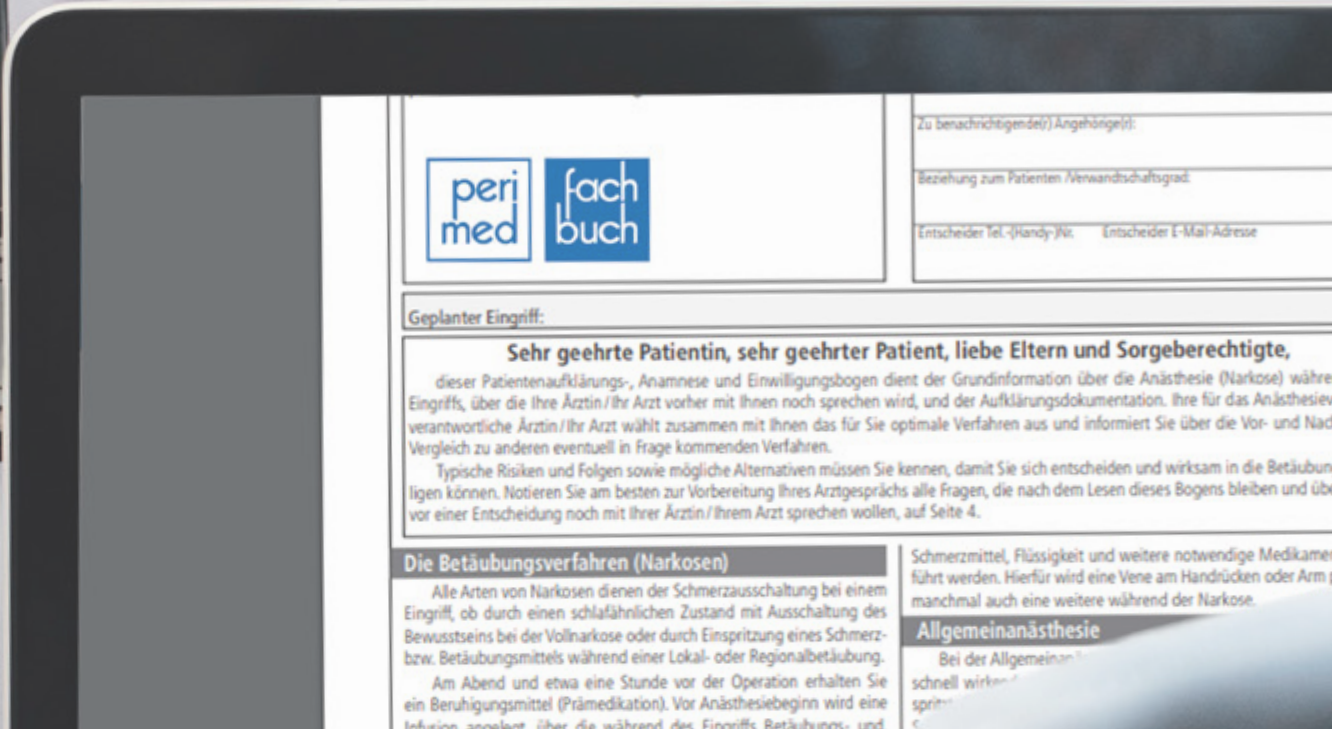 peri
med
fach
buch
Zu benachrichtigende(r) Angehörige(r):
Beziehung zum Patienten /Verwandtschaftsgrad:
Entscheider Tel.-(Handy-)Nr. Entscheider E-Mail-Adresse
Geplanter Eingriff:
Sehr geehrte Patientin, sehr geehrter Patient, liebe Eltern und Sorgeberechtigte,
dieser Patientenaufklärungs-, Anamnese und Einwilligungsbogen dient der Grundinformation über die Anästhesie (Narkose) währe
Eingriffs, über die Ihre Ärztin/Ihr Arzt vorher mit Ihnen noch sprechen wird, und der Aufklärungsdokumentation. Ihre für das Anästhesiev
verantwortliche Ärztin/Ihr Arzt wählt zusammen mit Ihnen das für Sie optimale Verfahren aus und informiert Sie über die Vor- und Nach
Vergleich zu anderen eventuell in Frage kommenden Verfahren.
Typische Risiken und Folgen sowie mögliche Alternativen müssen Sie kennen, damit Sie sich entscheiden und wirksam in die Betäubun
ligen können. Notieren Sie am besten zur Vorbereitung Ihres Arztgesprächs alle Fragen, die nach dem Lesen dieses Bogens bleiben und übe
vor einer Entscheidung noch mit Ihrer Ärztin/Ihrem Arzt sprechen wollen, auf Seite 4.
Die Betäubungsverfahren (Narkosen)
Alle Arten von Narkosen dienen der Schmerzausschaltung bei einem
Eingriff, ob durch einen schlafähnlichen Zustand mit Ausschaltung des
Bewusstseins bei der Vollnarkose oder durch Einspritzung eines Schmerz-
bzw. Betäubungsmittels während einer Lokal- oder Regionalbetäubung.
Am Abend und etwa eine Stunde vor der Operation erhalten Sie
ein Beruhigungsmittel (Prämedikation). Vor Anästhesiebeginn wird eine
Infusion angelegt, über die während des Eingriffs Betäubungs- und
Schmerzmittel, Flüssigkeit und weitere notwendige Medikamen
führt werden. Hierfür wird eine Vene am Handrücken oder Arm p
manchmal auch eine weitere während der Narkose.
Allgemeinanästhesie
Bei der Allgemeinan
schnell wirken
spritz